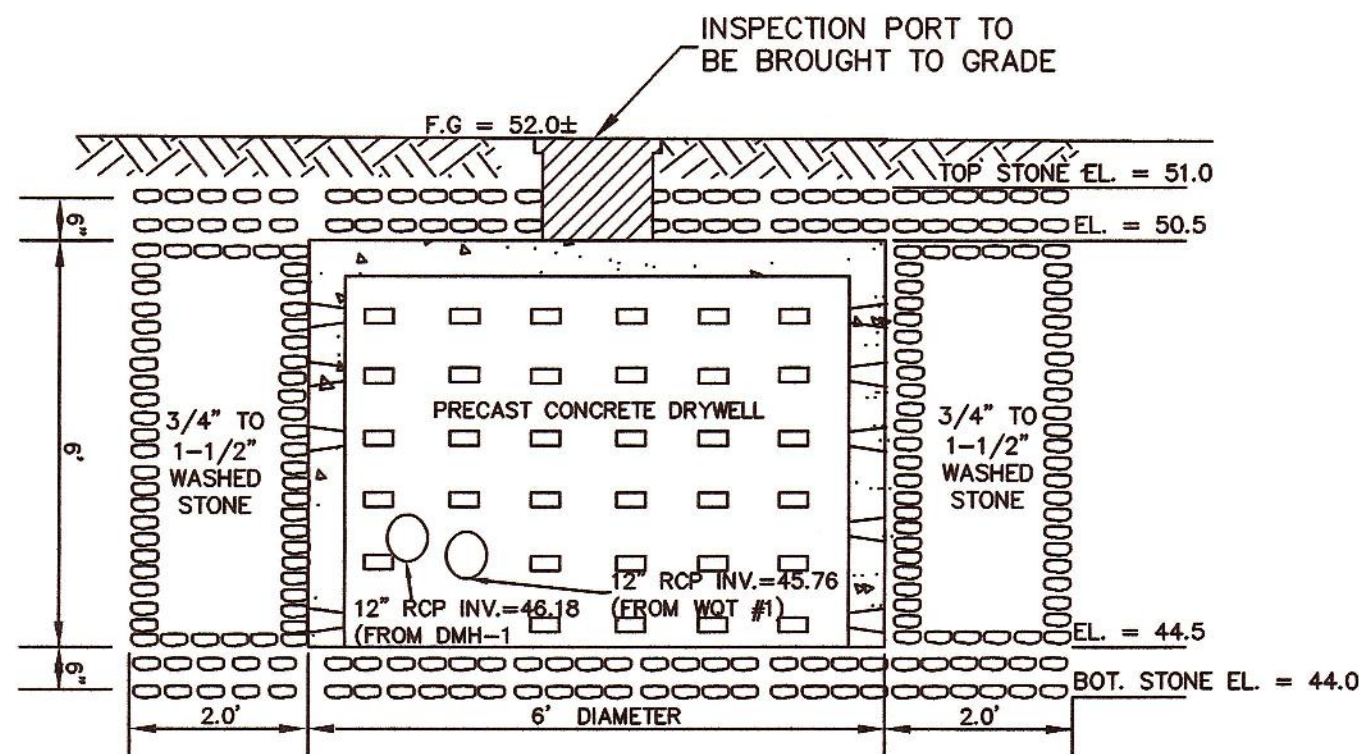 INSPECTION PORT TO
BE BROUGHT TO GRADE
F.G = 52.0±
TOP STONE EL. = 51.0
6"
EL. = 50.5
6'
3/4" TO
1-1/2"
WASHED
STONE
PRECAST CONCRETE DRYWELL
3/4" TO
1-1/2"
WASHED
STONE
12" RCP INV.=46.18
(FROM DMH-1
12" RCP INV.=45.76
(FROM WQT #1)
EL. = 44.5
6"
BOT. STONE EL. = 44.0
2.0'
6' DIAMETER
2.0'